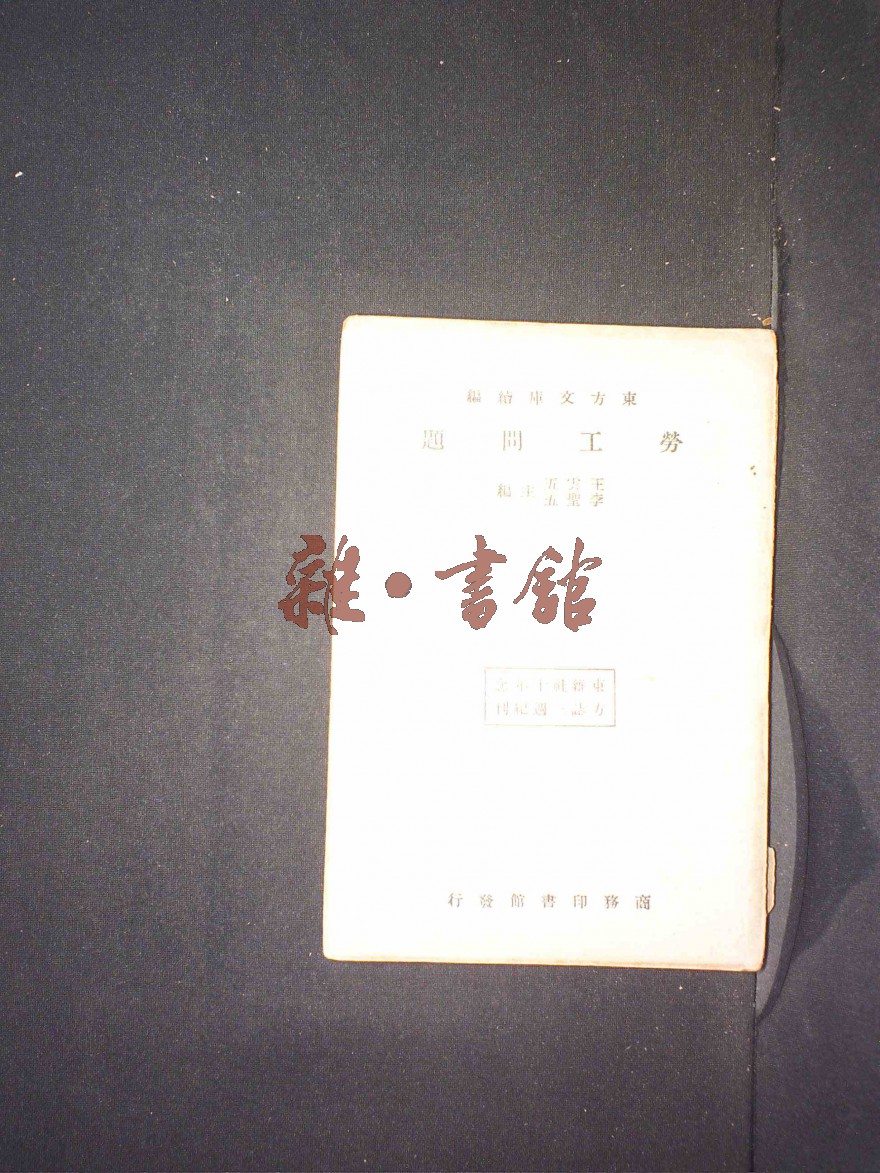 東方文庫續編
勞工問題
王雲五
李聖五
主編
雜·書館
東雜誌十年念
方誌一週紀刊
商務印書館發行